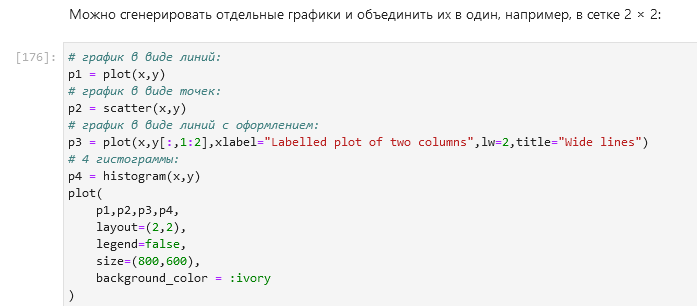 Можно сгенерировать отдельные графики и объединить их в один, например, в сетке 2 × 2:
[176]: # график в виде линий:
p1 = plot(x,y)
# график в виде точек:
p2 = scatter(x,y)
# график в виде линий с оформлением:
p3 = plot(x,y[:,1:2],xlabel="Labelled plot of two columns",lw=2,title="Wide lines")
# 4 гистограммы:
p4 = histogram(x,y)
plot(
    p1,p2,p3,p4,
    layout=(2,2),
    legend=false,
    size=(800,600),
    background_color = :ivory
)